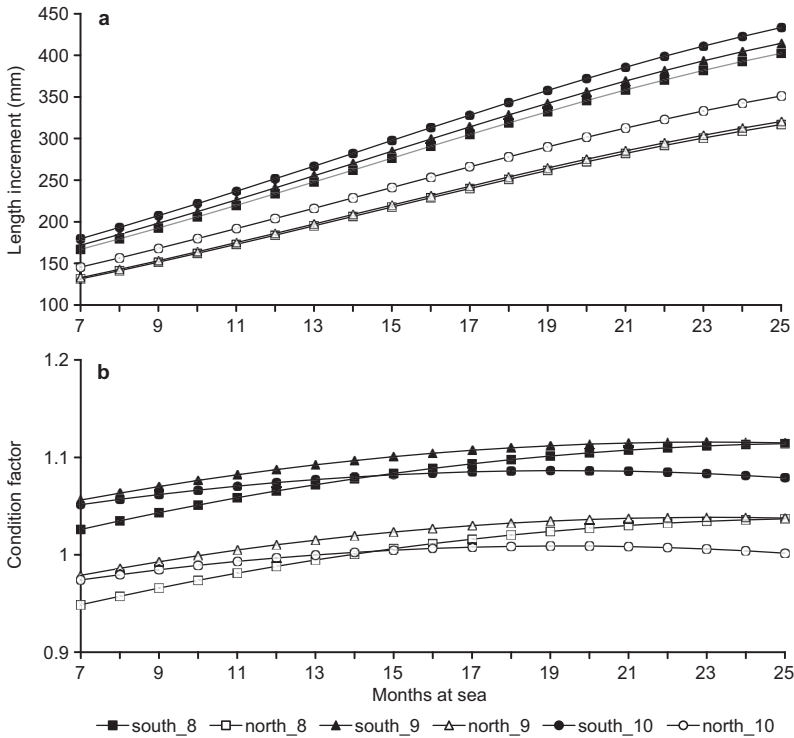 a
Length increment (mm)
450
400
350
300
250
200
150
100
7 9 11 13 15 17 19 21 23 25
b
Condition factor
1.2
1.1
1
0.9
7 9 11 13 15 17 19 21 23 25
Months at sea
south_8 north_8 south_9 north_9 south_10 north_10